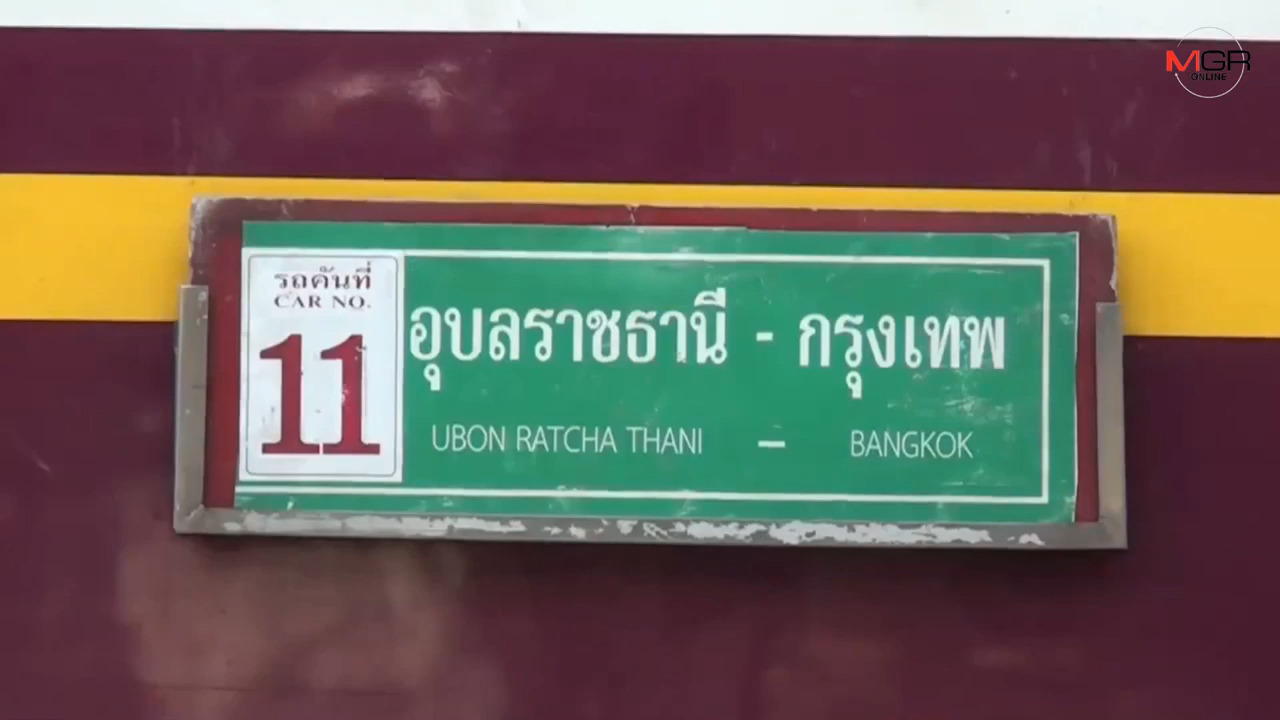 MGR
ONLINE
รถคันที่
CAR NO.
11
อุบลราชธานี - กรุงเทพ
UBON RATCHA THANI – BANGKOK